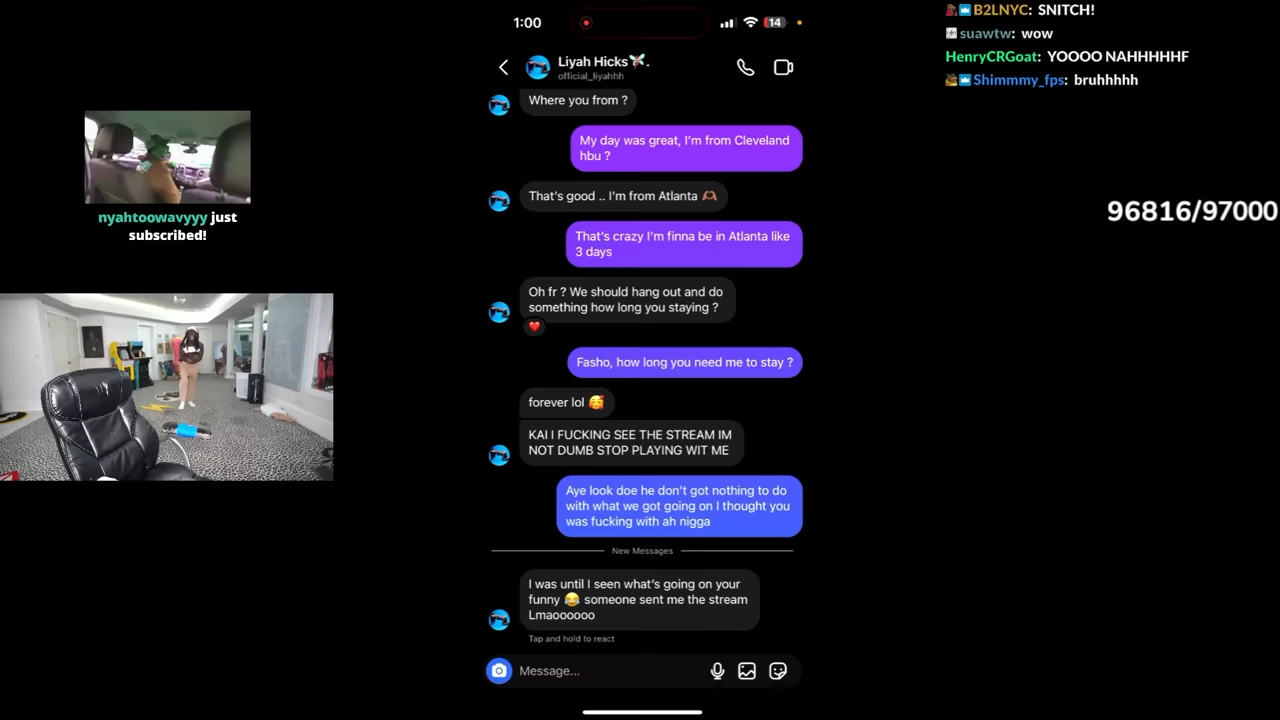 1:00
14
Liyah Hicks🧚🏽.
official_liyahhh
Where you from ?
My day was great, I'm from Cleveland
hbu ?
That's good .. I'm from Atlanta 🫶🏽
That's crazy I'm finna be in Atlanta like
3 days
Oh fr ? We should hang out and do
something how long you staying ?
❤️
Fasho, how long you need me to stay ?
forever lol 🥰
KAI I FUCKING SEE THE STREAM IM
NOT DUMB STOP PLAYING WIT ME
Aye look doe he don't got nothing to do
with what we got going on I thought you
was fucking with ah nigga
New Messages
I was until I seen what's going on your
funny 😂 someone sent me the stream
Lmaoooooo
Tap and hold to react
Message...
nyahtoowavyyy just
subscribed!
B2LNYC: SNITCH!
suawtw: wow
HenryCRGoat: YOOOO NAHHHHHF
Shimmmy_fps: bruhhhhh
96816/97000